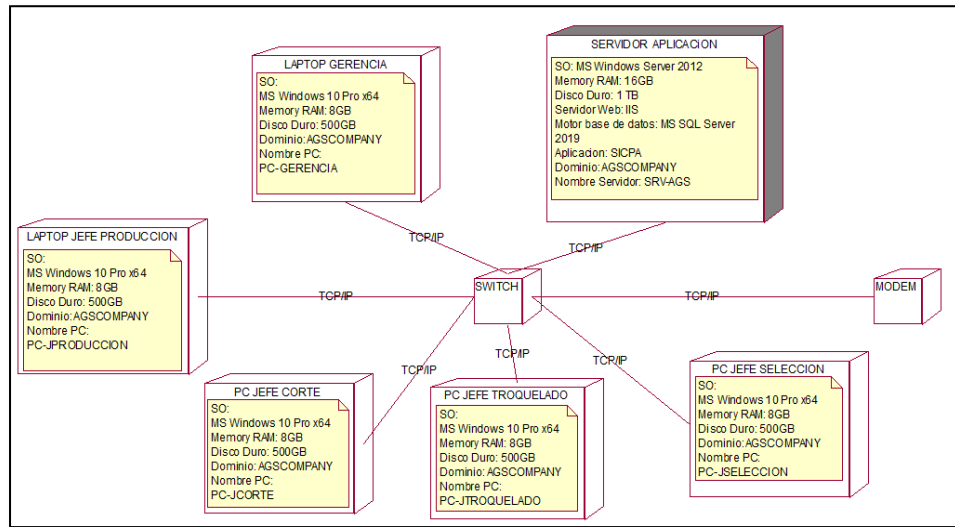 LAPTOP GERENCIA
SO:
MS Windows 10 Pro x64
Memory RAM: 8GB
Disco Duro: 500GB
Dominio:AGSCOMPANY
Nombre PC:
PC-GERENCIA
SERVIDOR APLICACION
SO: MS Windows Server 2012
Memory RAM: 16GB
Disco Duro: 1 TB
Servidor Web: IIS
Motor base de datos: MS SQL Server
2019
Aplicacion: SICPA
Dominio:AGSCOMPANY
Nombre Servidor: SRV-AGS
LAPTOP JEFE PRODUCCION
SO:
MS Windows 10 Pro x64
Memory RAM: 8GB
Disco Duro: 500GB
Dominio:AGSCOMPANY
Nombre PC:
PC-JPRODUCCION
TCP/IP
TCP/IP
TCP/IP
SWITCH
TCP/IP
MODEM
TCP/IP
TCP/IP
TCP/IP
PC JEFE CORTE
SO:
MS Windows 10 Pro x64
Memory RAM: 8GB
Disco Duro: 500GB
Dominio:AGSCOMPANY
Nombre PC:
PC-JCORTE
PC JEFE TROQUELADO
SO:
MS Windows 10 Pro x64
Memory RAM: 8GB
Disco Duro: 500GB
Dominio:AGSCOMPANY
Nombre PC:
PC-JTROQUELADO
PC JEFE SELECCION
SO:
MS Windows 10 Pro x64
Memory RAM: 8GB
Disco Duro: 500GB
Dominio:AGSCOMPANY
Nombre PC:
PC-JSELECCION